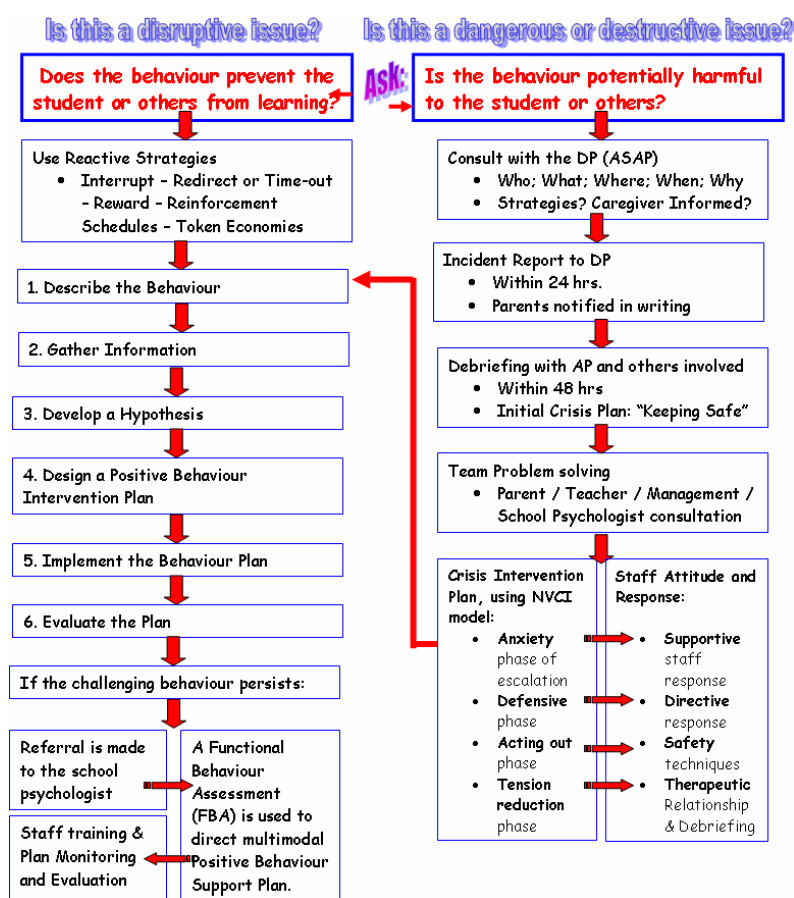 Is this a disruptive issue?
Does the behaviour prevent the
student or others from learning?
Ask:
Is this a dangerous or destructive issue?
Is the behaviour potentially harmful
to the student or others?
Use Reactive Strategies
• Interrupt – Redirect or Time-out
– Reward – Reinforcement
Schedules – Token Economies
1. Describe the Behaviour
2. Gather Information
3. Develop a Hypothesis
4. Design a Positive Behaviour
Intervention Plan
5. Implement the Behaviour Plan
6. Evaluate the Plan
If the challenging behaviour persists:
Referral is made
to the school
psychologist
A Functional
Behaviour
Assessment
(FBA) is used to
direct multimodal
Positive Behaviour
Support Plan.
Staff training &
Plan Monitoring
and Evaluation
Consult with the DP (ASAP)
• Who; What; Where; When; Why
• Strategies? Caregiver Informed?
Incident Report to DP
• Within 24 hrs.
• Parents notified in writing
Debriefing with AP and others involved
• Within 48 hrs
• Initial Crisis Plan: “Keeping Safe”
Team Problem solving
• Parent / Teacher / Management /
School Psychologist consultation
Crisis Intervention
Plan, using NVCI
model:
• Anxiety
phase of
escalation
• Defensive
phase
• Acting out
phase
• Tension
reduction
phase
Staff Attitude and
Response:
• Supportive
staff
response
• Directive
response
• Safety
techniques
• Therapeutic
Relationship
& Debriefing